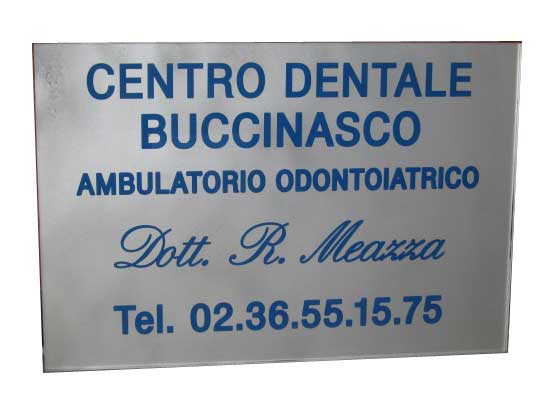 CENTRO DENTALE
BUCCINASCO
AMBULATORIO ODONTOIATRICO
Dott. R. Meazza
Tel. 02.36.55.15.75